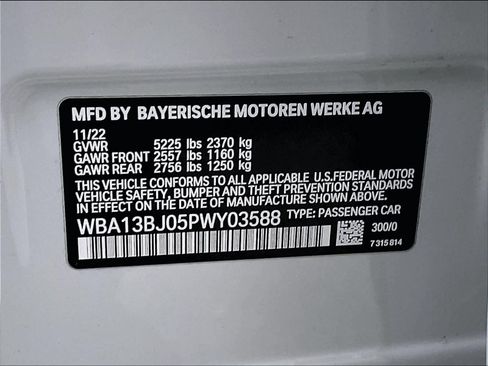 MFD BY BAYERISCHE MOTOREN WERKE AG
11/22
GVWR 5225 lbs 2370 kg
GAWR FRONT 2557 lbs 1160 kg
GAWR REAR 2756 lbs 1250 kg
THIS VEHICLE CONFORMS TO ALL APPLICABLE U.S.FEDERAL MOTOR
VEHICLE SAFETY, BUMPER AND THEFT PREVENTION STANDARDS
IN EFFECT ON THE DATE OF MANUFACTURE SHOWN ABOVE.
WBA13BJ05PWY03588 TYPE: PASSENGER CAR
300/0
7315814